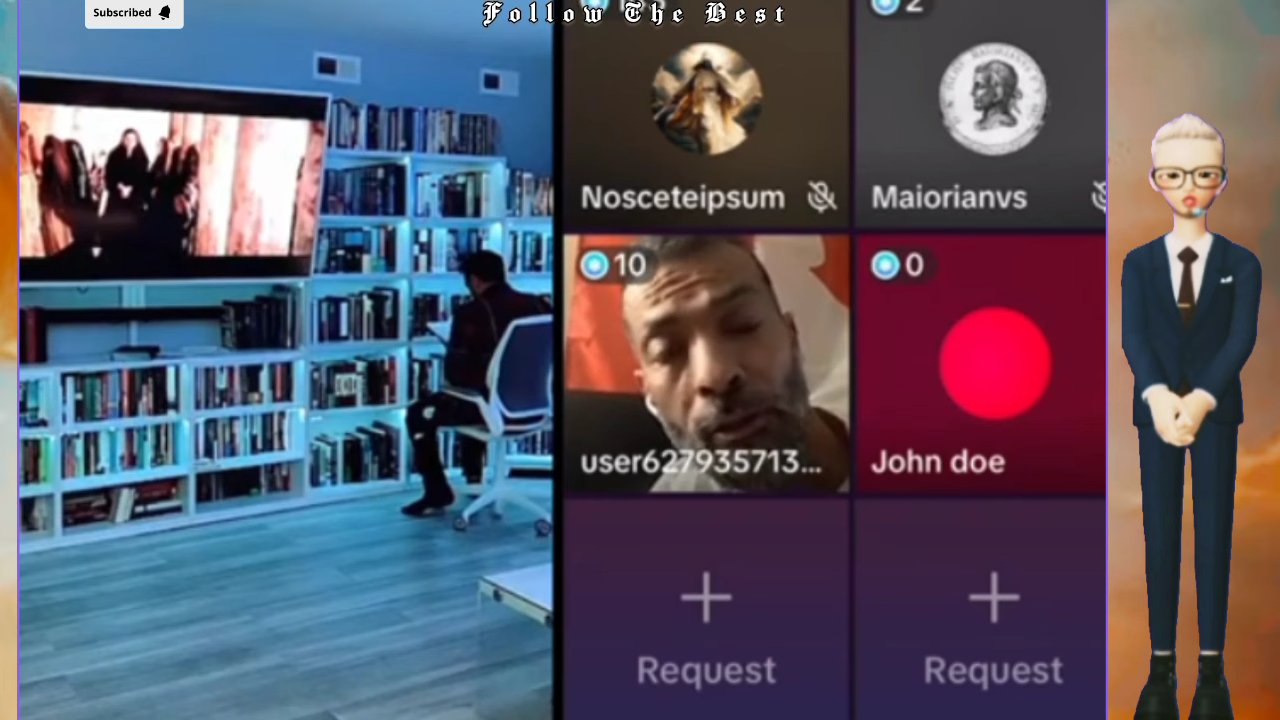 Subscribed
Follow The Best
2
Nosceteipsum
Maiorianvs
10
0
user627935713...
John doe
Request
Request